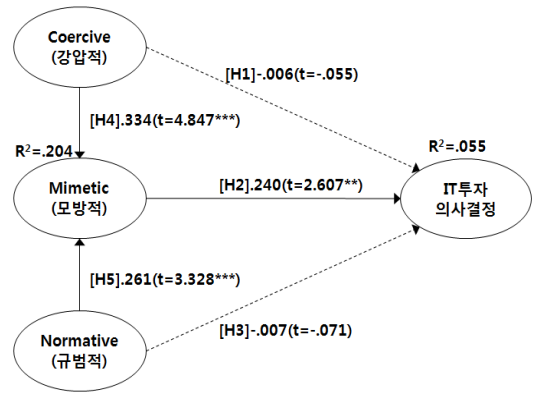 Coercive
(강압적)
[H1]-.006(t=-.055)
[H4].334(t=4.847***)
R²=.204
R²=.055
Mimetic
(모방적)
[H2].240(t=2.607**)
IT투자
의사결정
[H5].261(t=3.328***)
[H3]-.007(t=-.071)
Normative
(규범적)